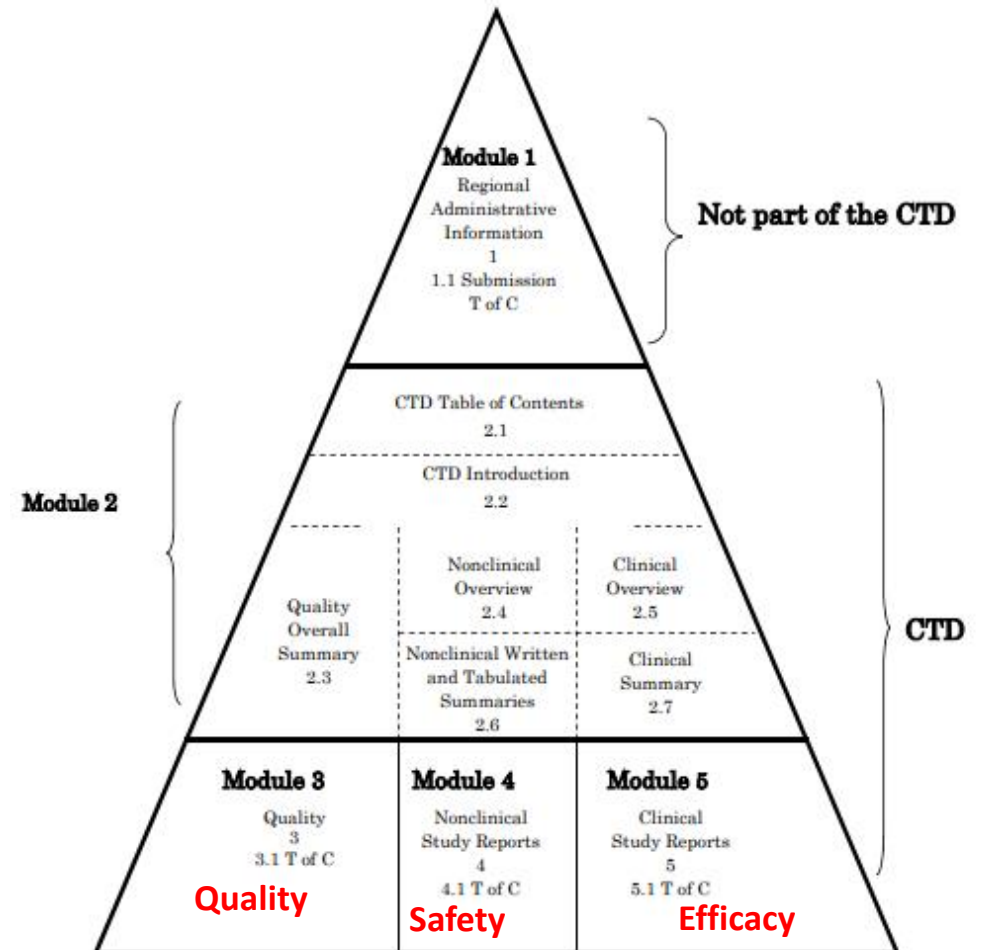 Module 1
Regional
Administrative
Information
1
1.1 Submission
T of C
Not part of the CTD
CTD Table of Contents
2.1
CTD Introduction
2.2
Module 2
Quality
Overall
Summary
2.3
Nonclinical
Overview
2.4
Clinical
Overview
2.5
Nonclinical Written
and Tabulated
Summaries
2.6
Clinical
Summary
2.7
CTD
Module 3
Quality
3
3.1 T of C
Quality
Module 4
Nonclinical
Study Reports
4
4.1 T of C
Safety
Module 5
Clinical
Study Reports
5
5.1 T of C
Efficacy